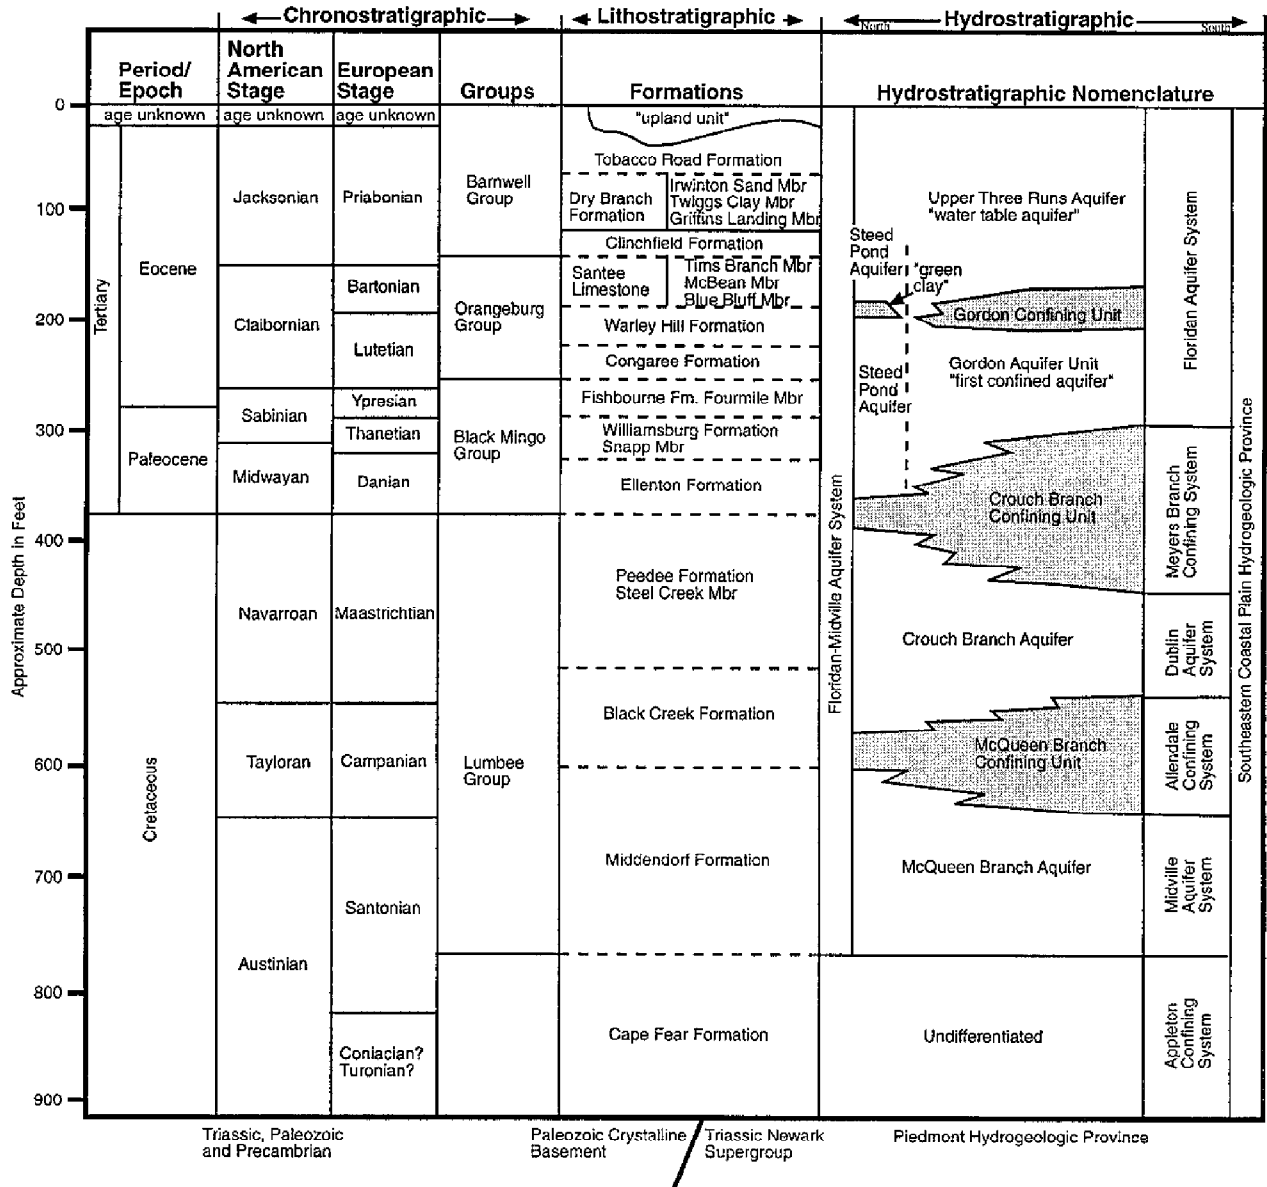 Chronostratigraphic
Lithostratigraphic
Hydrostratigraphic
North
South
Period/
Epoch
North
American
Stage
European
Stage
Groups
Formations
Hydrostratigraphic Nomenclature
Approximate Depth in Feet
0
100
200
300
400
500
600
700
800
900
age unknown
age unknown
age unknown
Tertiary
Eocene
Paleocene
Cretaceous
Jacksonian
Claibornian
Sabinian
Midwayan
Navarroan
Tayloran
Austinian
Priabonian
Bartonian
Lutetian
Ypresian
Thanetian
Danian
Maastrichtian
Campanian
Santonian
Coniacian?
Turonian?
Barnwell
Group
Orangeburg
Group
Black Mingo
Group
Lumbee
Group
"upland unit"
Tobacco Road Formation
Dry Branch
Formation
Irwinton Sand Mbr
Twiggs Clay Mbr
Griffins Landing Mbr
Clinchfield Formation
Santee
Limestone
Tims Branch Mbr
McBean Mbr
Blue Bluff Mbr
Warley Hill Formation
Congaree Formation
Fishbourne Fm. Fourmile Mbr
Williamsburg Formation
Snapp Mbr
Ellenton Formation
Peedee Formation
Steel Creek Mbr
Black Creek Formation
Middendorf Formation
Cape Fear Formation
Floridan-Midville Aquifer System
Upper Three Runs Aquifer
"water table aquifer"
Steed
Pond
Aquifer
"green
clay"
Gordon Confining Unit
Gordon Aquifer Unit
"first confined aquifer"
Steed
Pond
Aquifer
Crouch Branch
Confining Unit
Crouch Branch Aquifer
McQueen Branch
Confining Unit
McQueen Branch Aquifer
Undifferentiated
Floridan Aquifer System
Meyers Branch
Confining System
Dublin
Aquifer
System
Allendale
Confining
System
Midville
Aquifer
System
Appleton
Confining
System
Southeastern Coastal Plain Hydrogeologic Province
Triassic, Paleozoic
and Precambrian
Paleozoic Crystalline
Basement
Triassic Newark
Supergroup
Piedmont Hydrogeologic Province